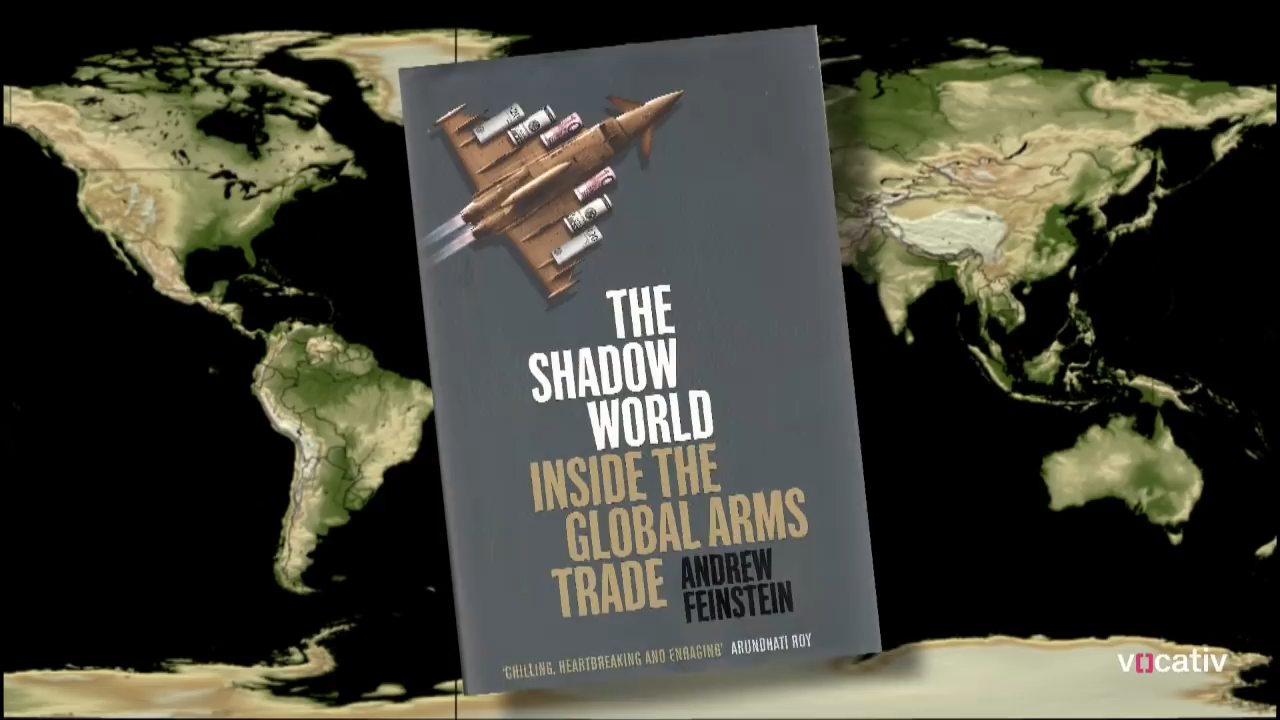 THE
SHADOW
WORLD
INSIDE THE
GLOBAL ARMS
TRADE
ANDREW
FEINSTEIN
'CHILLING, HEARTBREAKING AND ENRAGING' ARUNDHATI ROY
vocativ